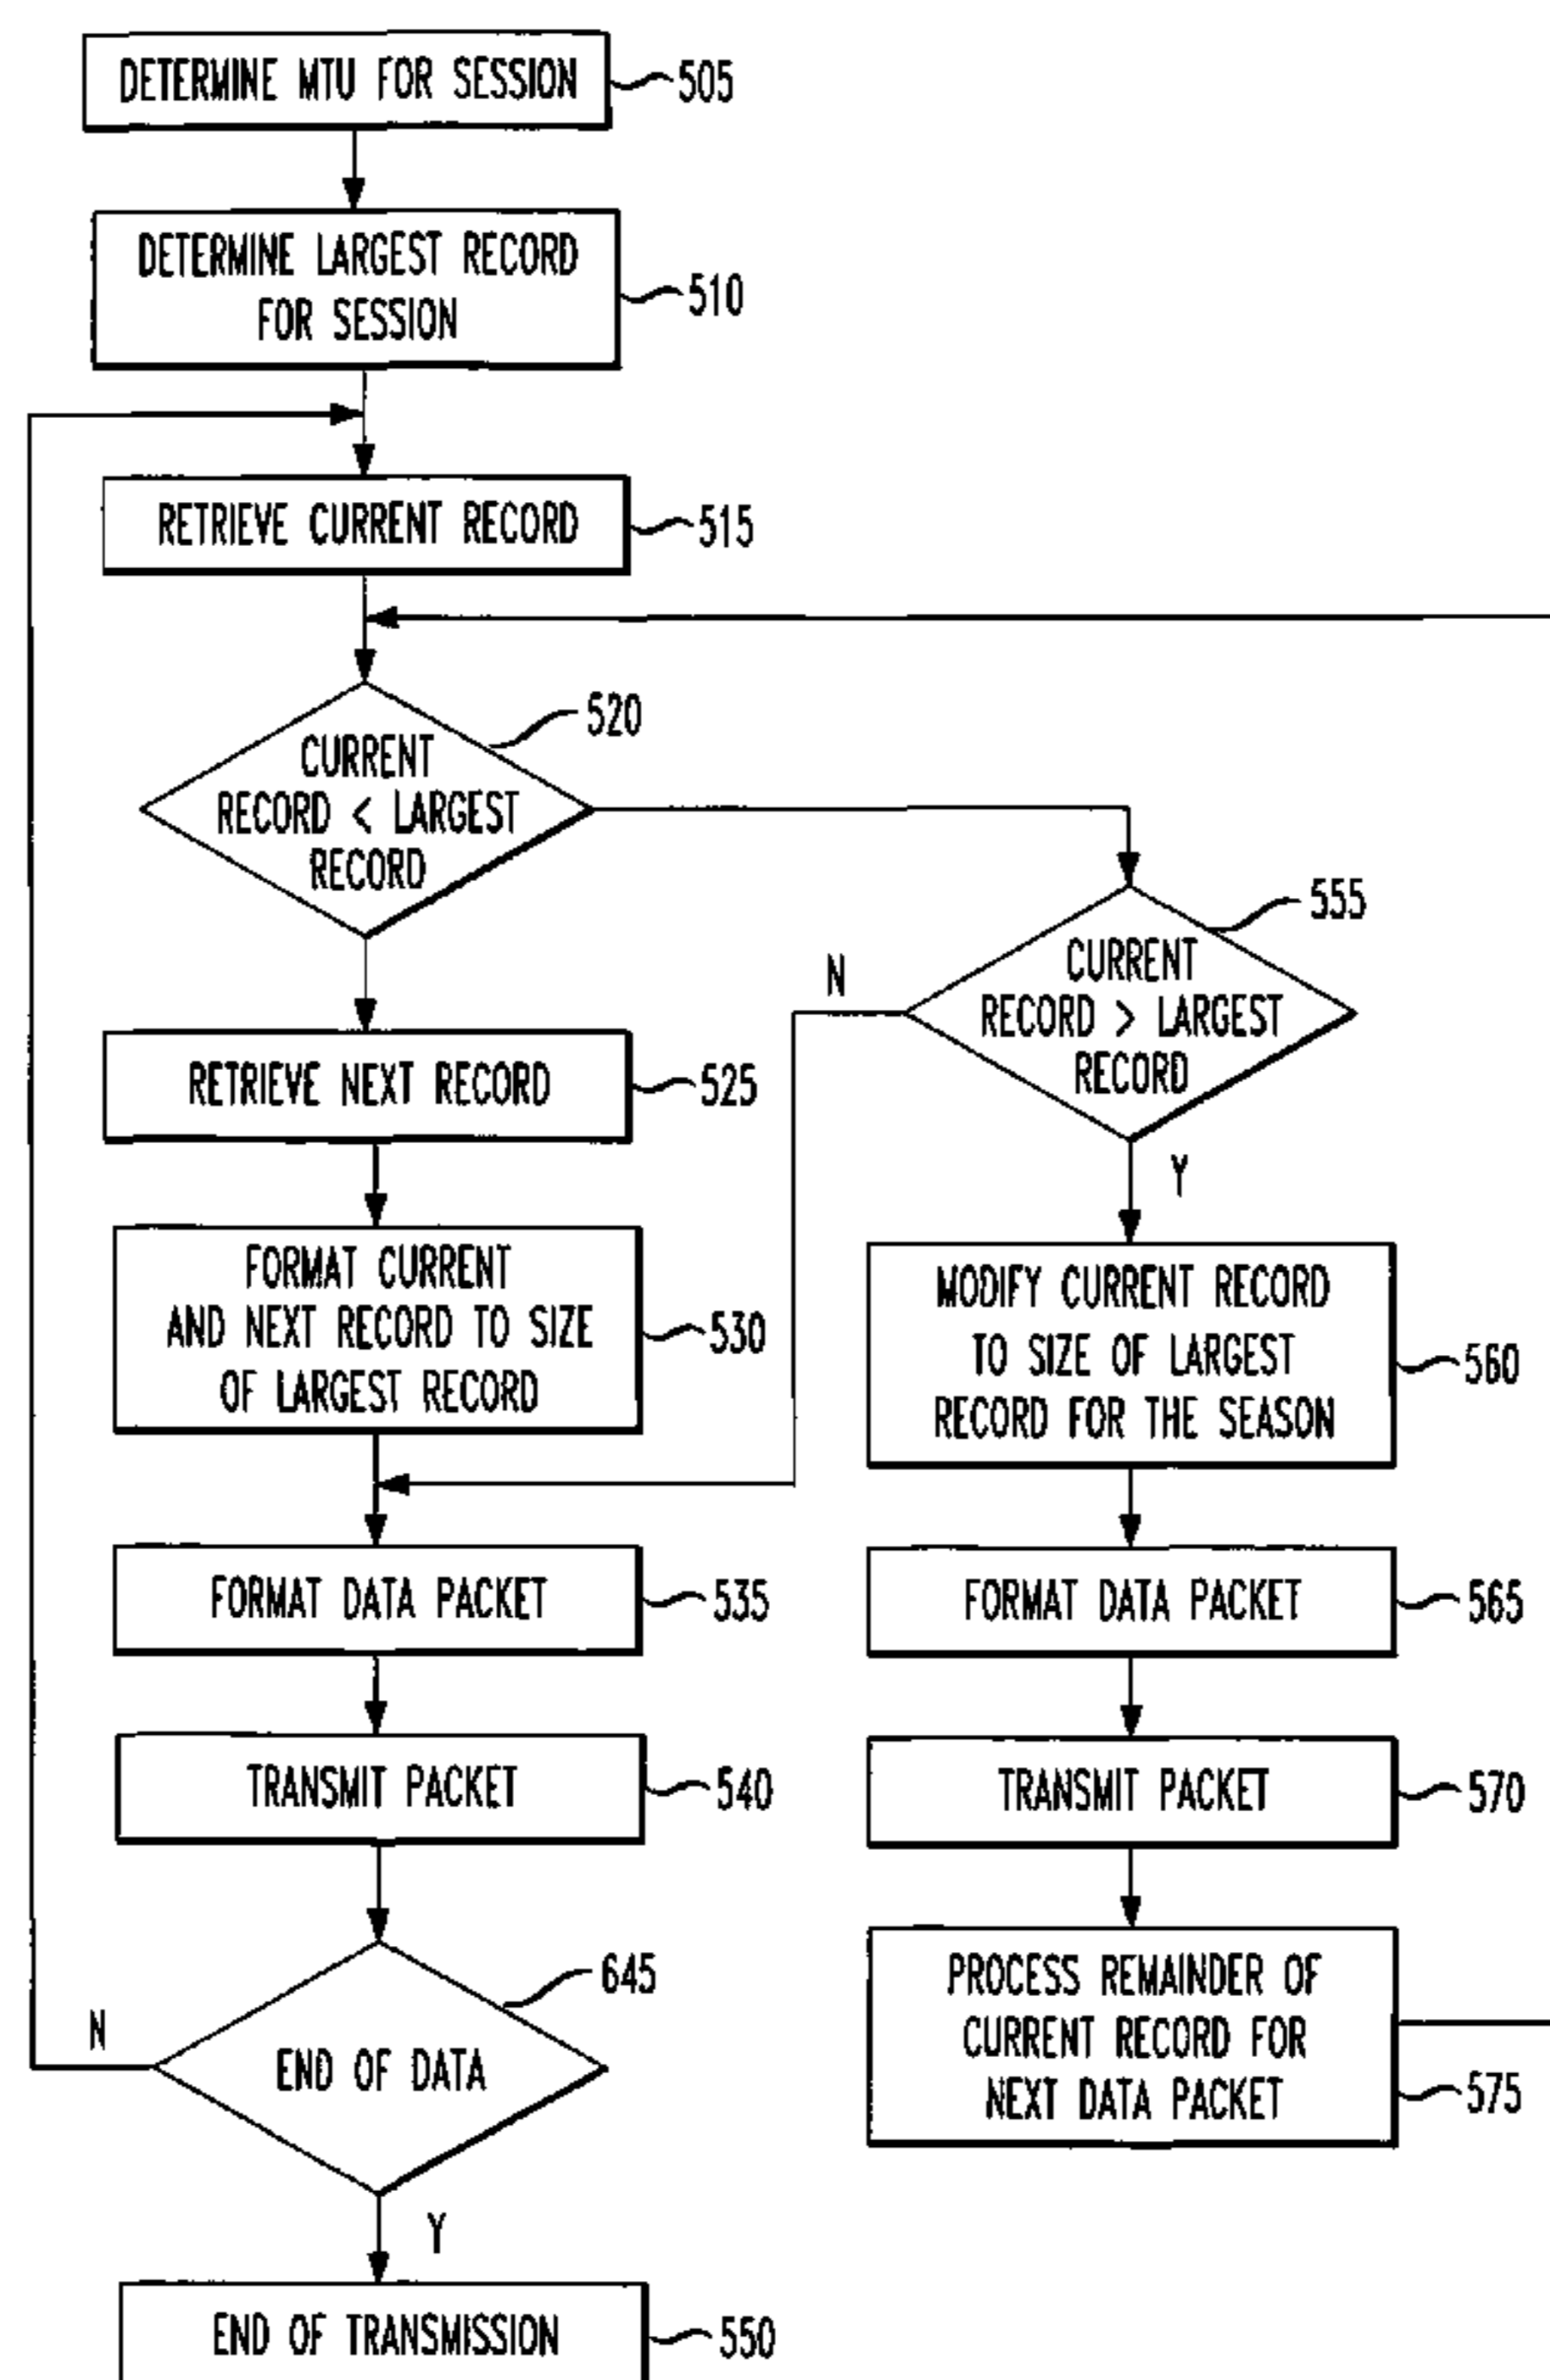 DETERMINE MTU FOR SESSION
505
DETERMINE LARGEST RECORD
FOR SESSION
510
RETRIEVE CURRENT RECORD
515
520
CURRENT
RECORD < LARGEST
RECORD
555
CURRENT
RECORD > LARGEST
RECORD
N
Y
RETRIEVE NEXT RECORD
525
FORMAT CURRENT
AND NEXT RECORD TO SIZE
OF LARGEST RECORD
530
MODIFY CURRENT RECORD
TO SIZE OF LARGEST
RECORD FOR THE SEASON
560
FORMAT DATA PACKET
535
FORMAT DATA PACKET
565
TRANSMIT PACKET
540
TRANSMIT PACKET
570
645
END OF DATA
N
Y
PROCESS REMAINDER OF
CURRENT RECORD FOR
NEXT DATA PACKET
575
END OF TRANSMISSION
550